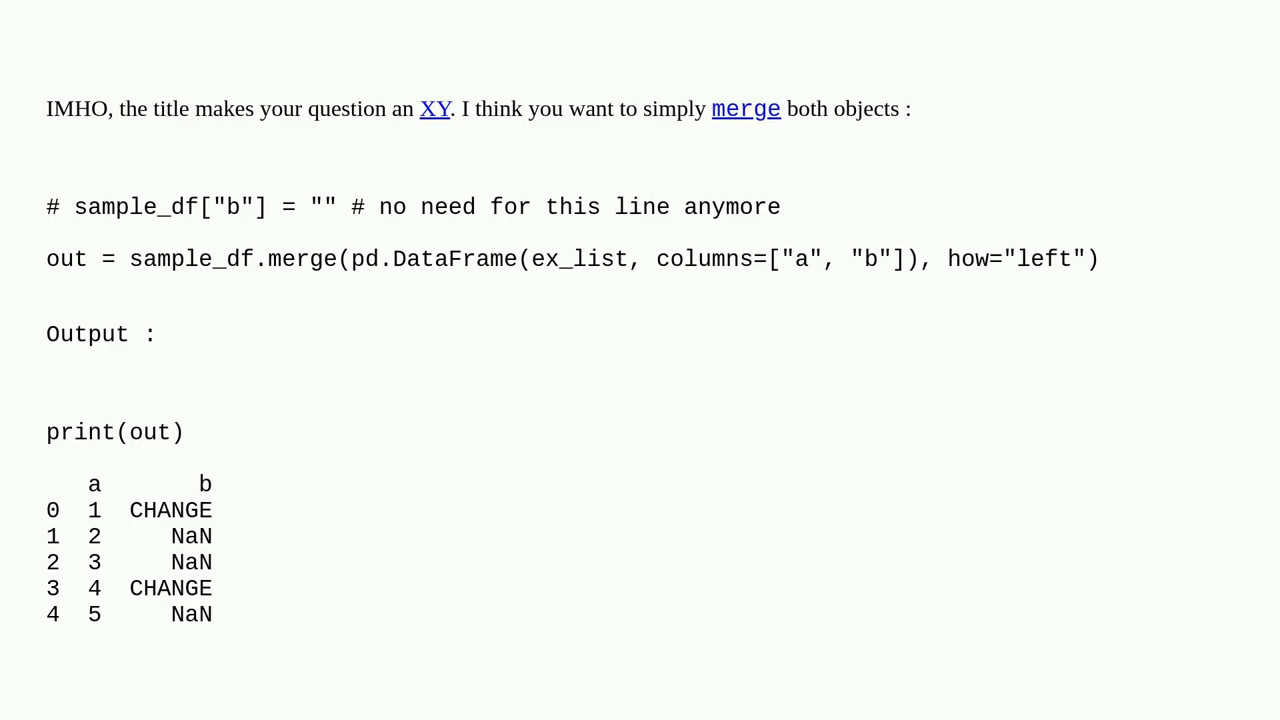 IMHO, the title makes your question an XY. I think you want to simply merge both objects :
# sample_df["b"] = "" # no need for this line anymore
out = sample_df.merge(pd.DataFrame(ex_list, columns=["a", "b"]), how="left")
Output :
print(out)
   a       b
0  1  CHANGE
1  2     NaN
2  3     NaN
3  4  CHANGE
4  5     NaN